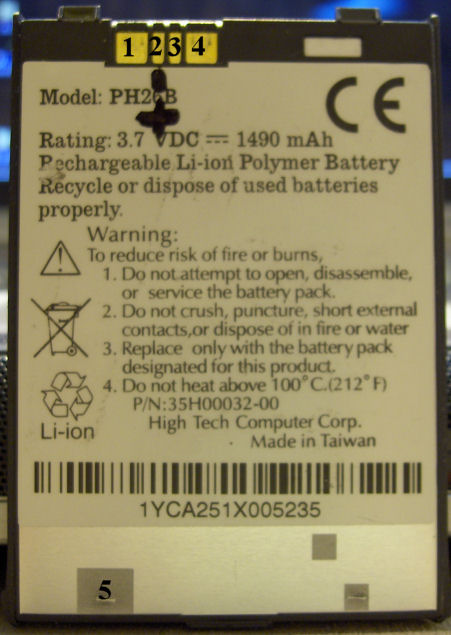 1 2 3 4
Model: PH26B
CE
Rating: 3.7 VDC ⎓ 1490 mAh
Rechargeable Li-ion Polymer Battery
Recycle or dispose of used batteries
properly.
Warning:
To reduce risk of fire or burns,
1. Do not attempt to open, disassemble,
or service the battery pack.
2. Do not crush, puncture, short external
contacts,or dispose of in fire or water
3. Replace only with the battery pack
designated for this product.
4. Do not heat above 100°C.(212°F)
P/N:35H00032-00
Li-ion
High Tech Computer Corp.
Made in Taiwan
1YCA251X005235
5